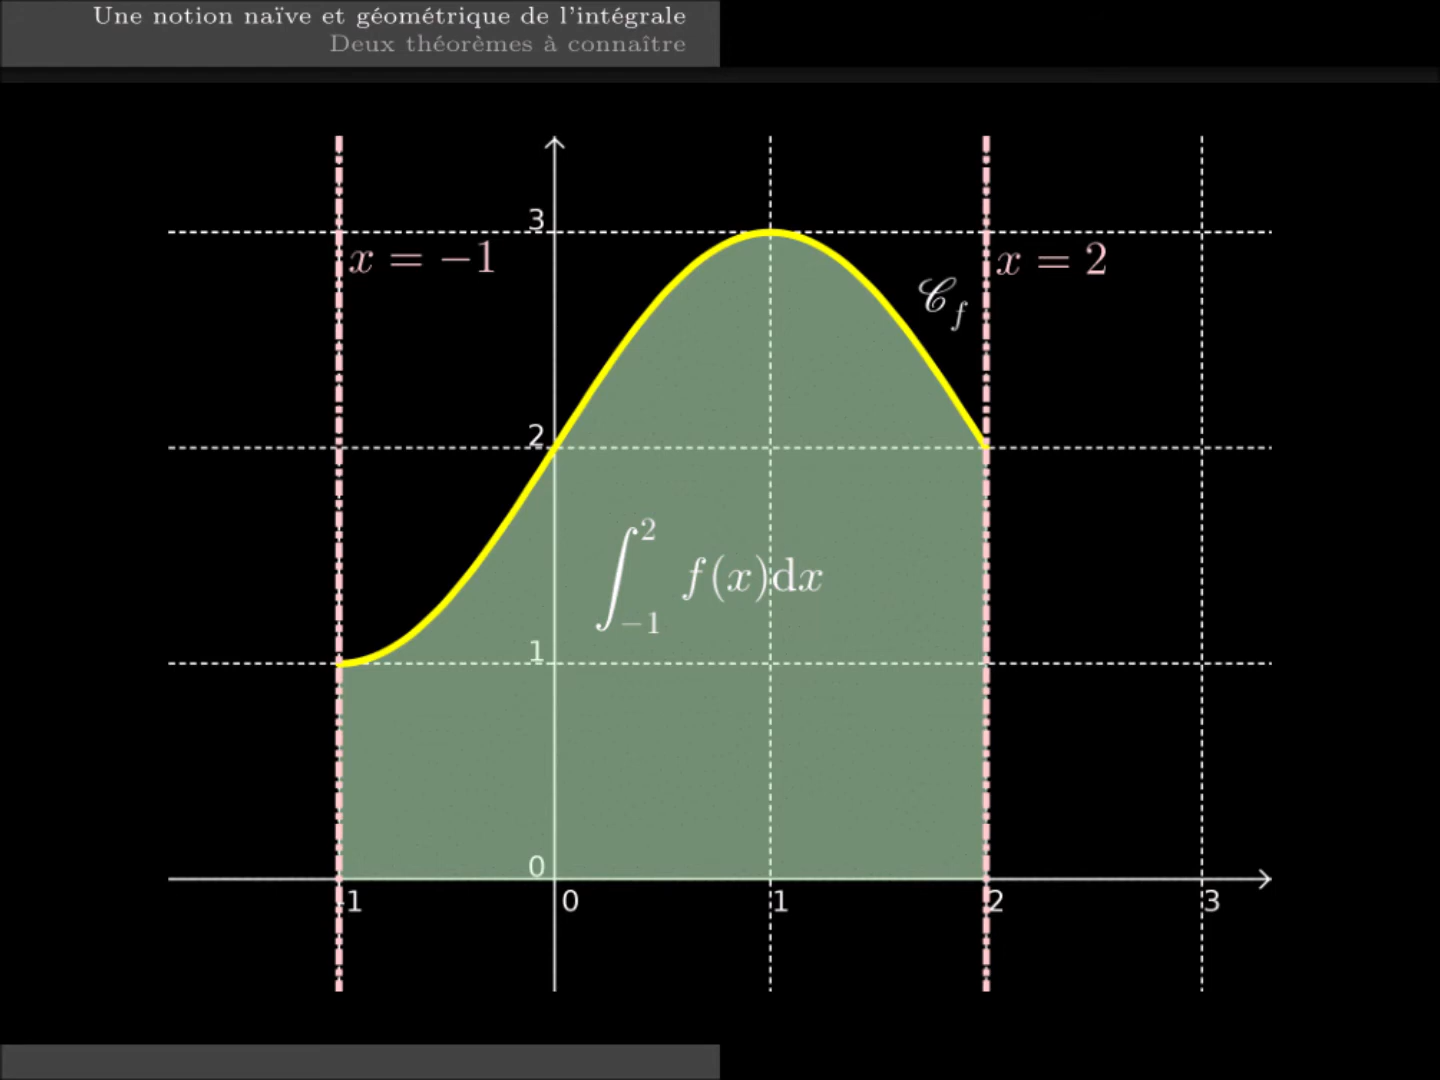 Une notion naïve et géométrique de l'intégrale
Deux théorèmes à connaître
3
x = −1
x = 2
𝒞_f
2
∫_{−1}^{2} f(x)dx
1
0
-1
0
1
2
3